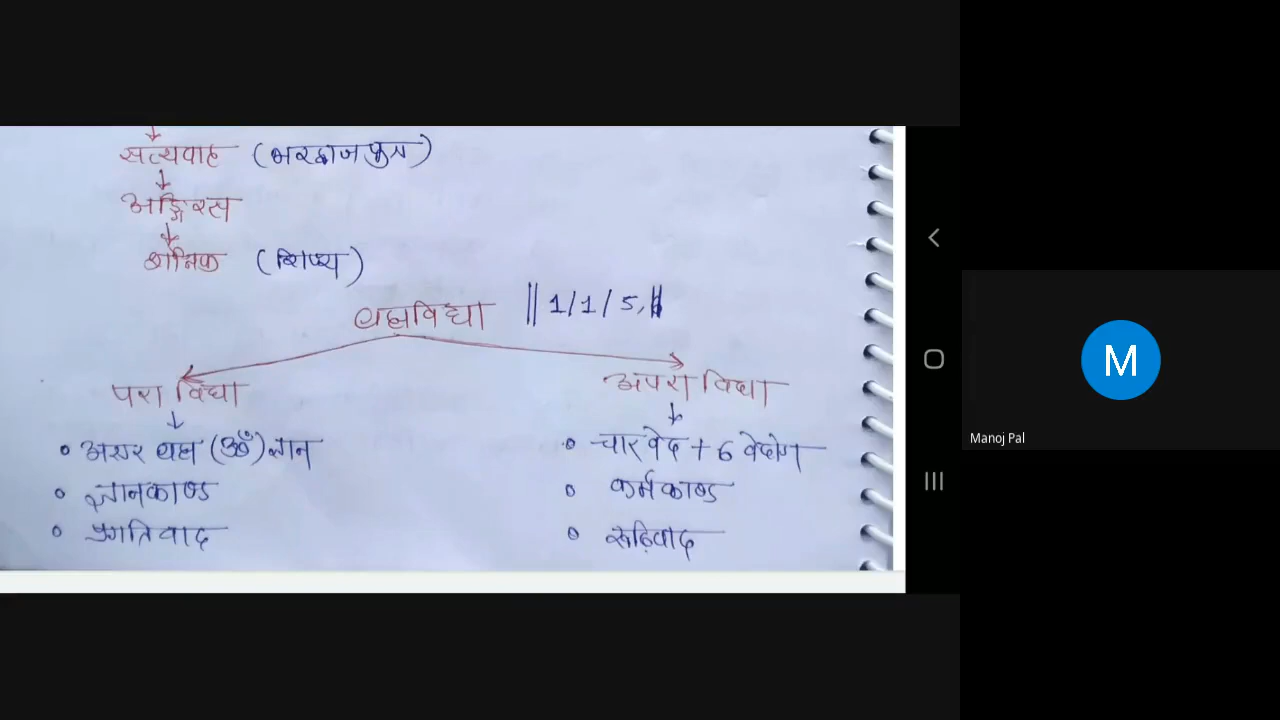 ↓
सत्यवाह (भरद्वाजपुत्र)
↓
अङ्गिरस
↓
शौनिक (शिष्य)
ब्रह्मविद्या || 1/1/5, ||
परा विद्या अपरा विद्या
↓ ↓
• अक्षर ब्रह्म (ॐ) ज्ञान • चार वेद + 6 वेदांग
• ज्ञानकाण्ड • कर्मकाण्ड
• प्रगतिवाद • रूढ़िवाद
M
Manoj Pal